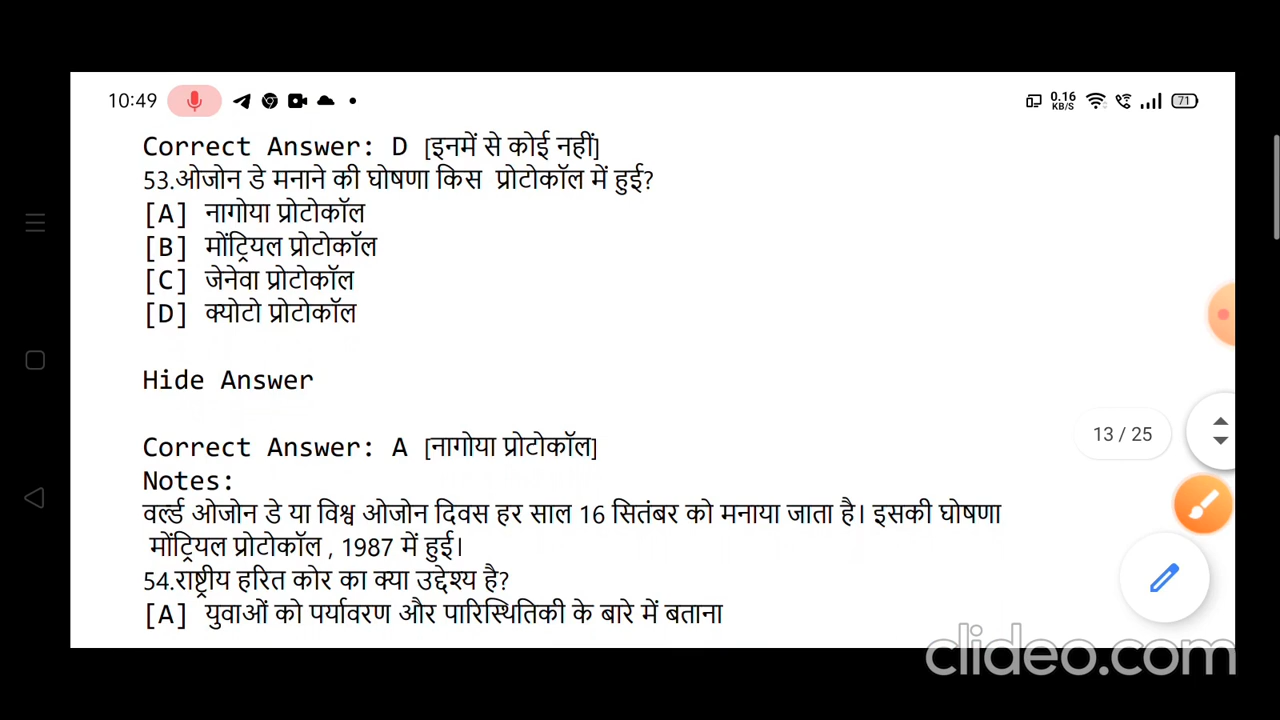 10:49
0.16
KB/S
71
Correct Answer: D [इनमें से कोई नहीं]
53.ओजोन डे मनाने की घोषणा किस प्रोटोकॉल में हुई?
[A] नागोया प्रोटोकॉल
[B] मोंट्रियल प्रोटोकॉल
[C] जेनेवा प्रोटोकॉल
[D] क्योटो प्रोटोकॉल
Hide Answer
Correct Answer: A [नागोया प्रोटोकॉल]
13 / 25
Notes:
वर्ल्ड ओजोन डे या विश्व ओजोन दिवस हर साल 16 सितंबर को मनाया जाता है। इसकी घोषणा
मोंट्रियल प्रोटोकॉल , 1987 में हुई।
54.राष्ट्रीय हरित कोर का क्या उद्देश्य है?
[A] युवाओं को पर्यावरण और पारिस्थितिकी के बारे में बताना
clideo.com